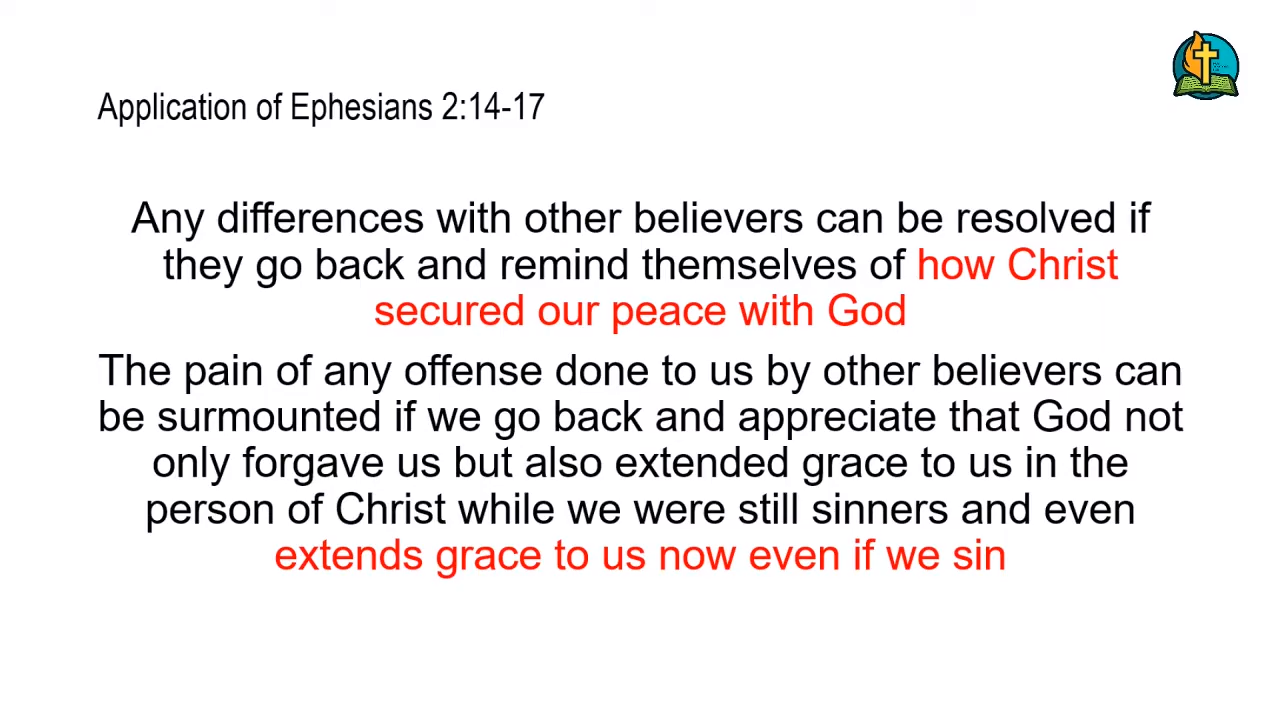 Application of Ephesians 2:14-17
Any differences with other believers can be resolved if
they go back and remind themselves of how Christ
secured our peace with God
The pain of any offense done to us by other believers can
be surmounted if we go back and appreciate that God not
only forgave us but also extended grace to us in the
person of Christ while we were still sinners and even
extends grace to us now even if we sin